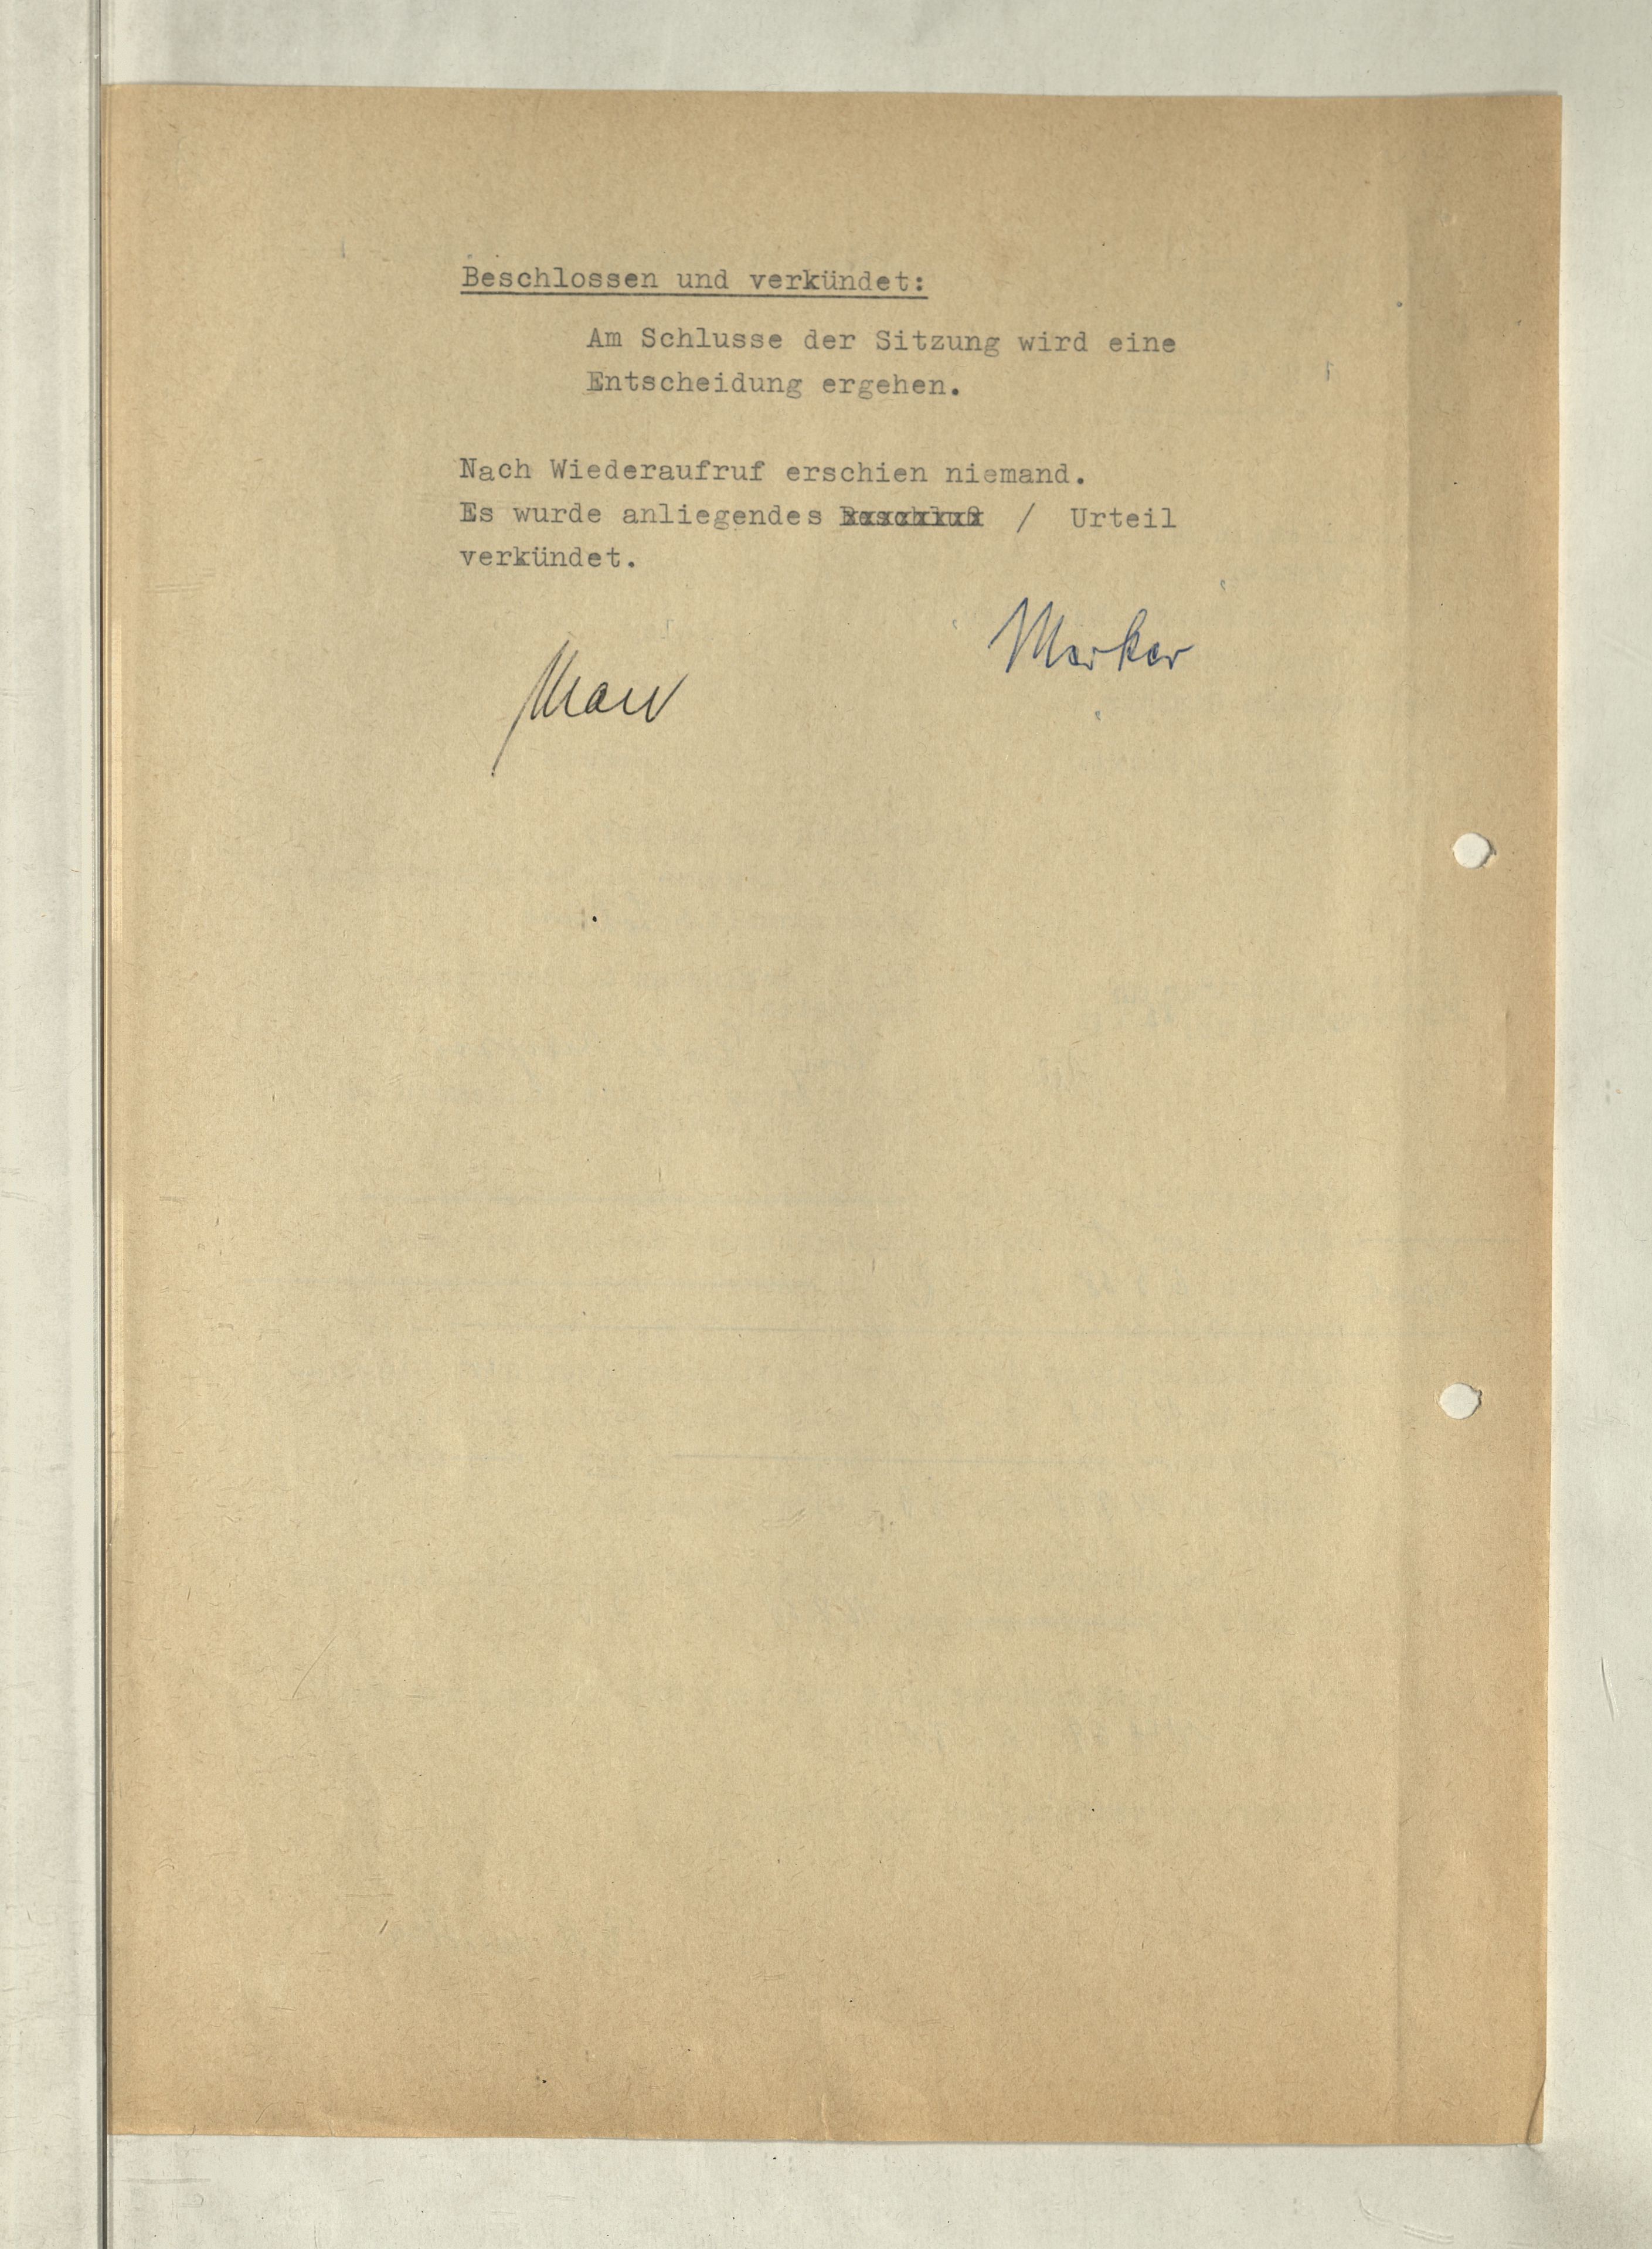 Beschlossen und verkündet:
Am Schlusse der Sitzung wird eine
Entscheidung ergehen.
Nach Wiederaufruf erschien niemand.
Es wurde anliegendes Beschluß / Urteil
verkündet.